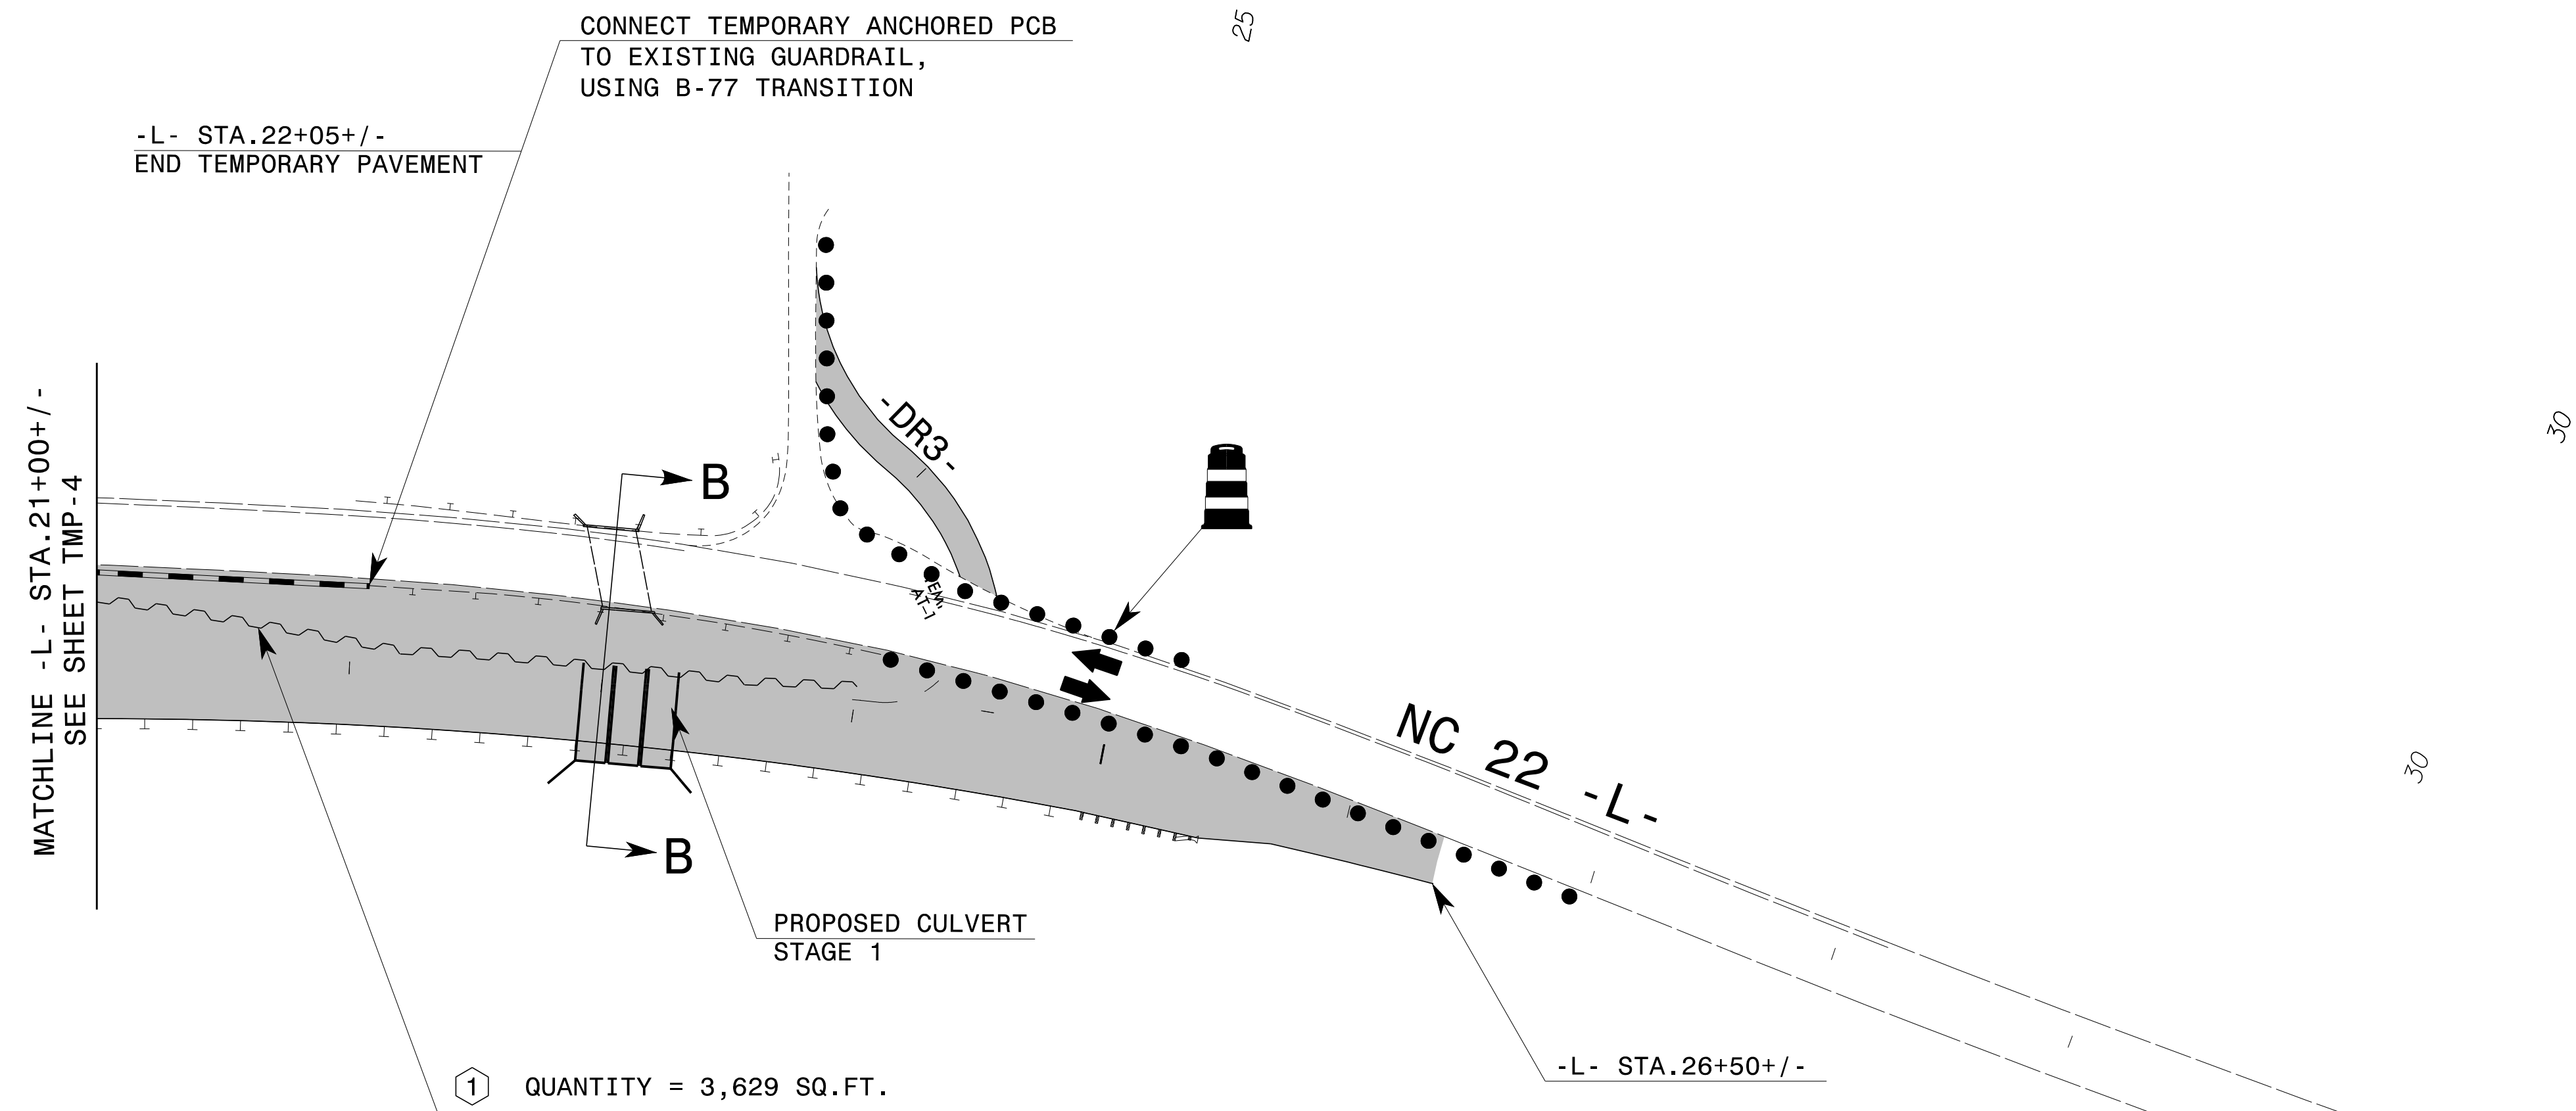 CONNECT TEMPORARY ANCHORED PCB
TO EXISTING GUARDRAIL,
USING B-77 TRANSITION
25
-L- STA.22+05+/-
END TEMPORARY PAVEMENT
MATCHLINE -L- STA.21+00+/-
SEE SHEET TMP-4
B
-DR3-
30
AT-1
NC 22 -L-
30
B
PROPOSED CULVERT
STAGE 1
-L- STA.26+50+/-
1 QUANTITY = 3,629 SQ.FT.